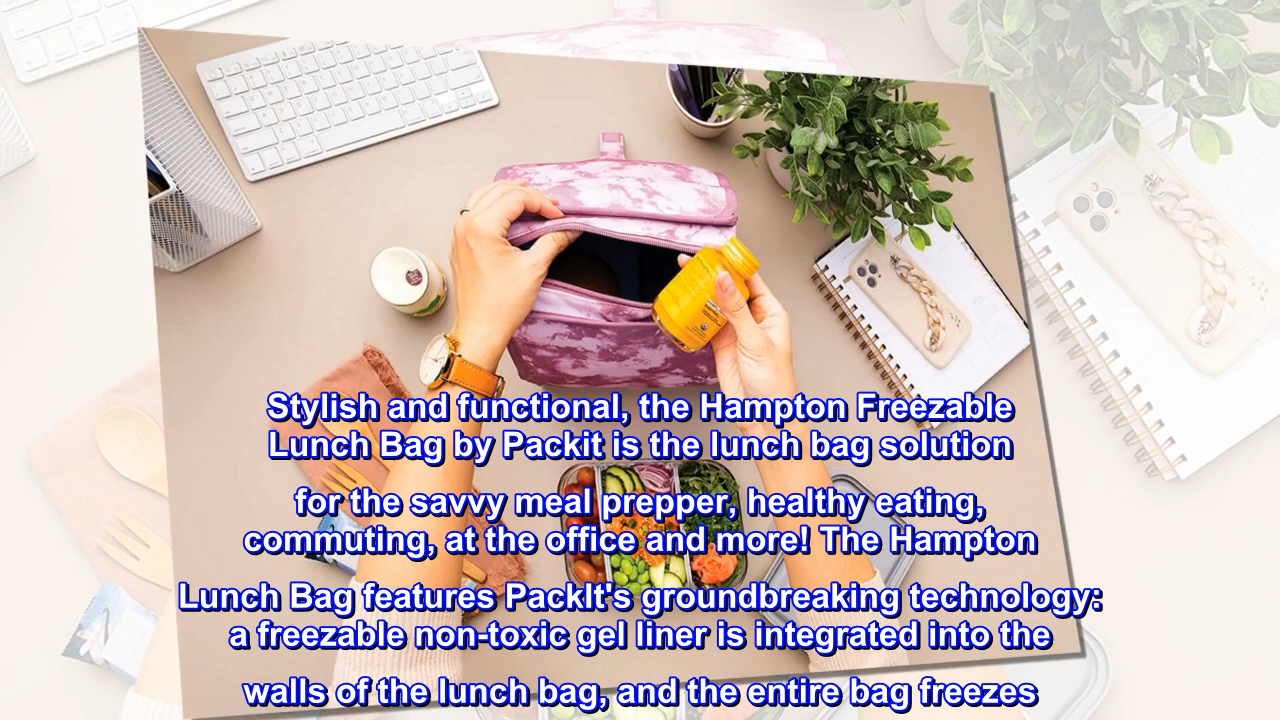 Stylish and functional, the Hampton Freezable
Lunch Bag by Packit is the lunch bag solution
for the savvy meal prepper, healthy eating,
commuting, at the office and more! The Hampton
Lunch Bag features PackIt's groundbreaking technology:
a freezable non-toxic gel liner is integrated into the
walls of the lunch bag, and the entire bag freezes